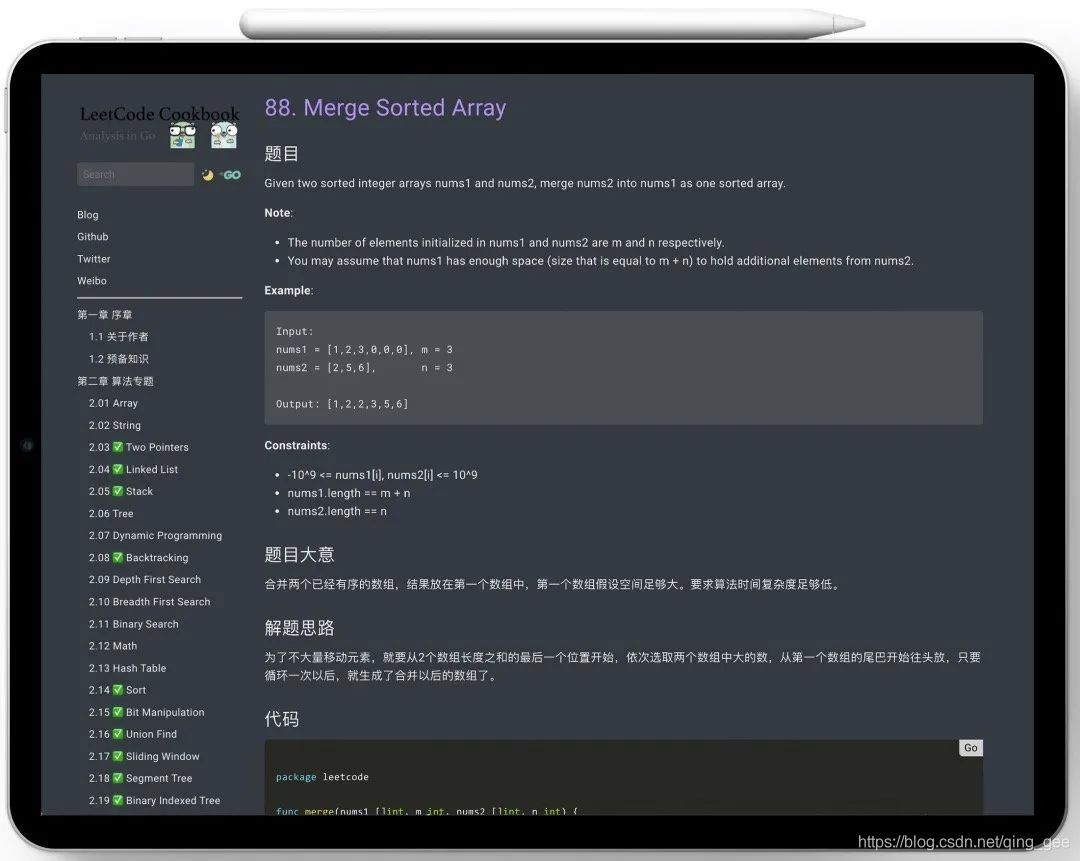 LeetCode Cookbook
Analysis in Go
Search
GO
Blog
Github
Twitter
Weibo
第一章 序章
1.1 关于作者
1.2 预备知识
第二章 算法专题
2.01 Array
2.02 String
2.03 ✅ Two Pointers
2.04 ✅ Linked List
2.05 ✅ Stack
2.06 Tree
2.07 Dynamic Programming
2.08 ✅ Backtracking
2.09 Depth First Search
2.10 Breadth First Search
2.11 Binary Search
2.12 Math
2.13 Hash Table
2.14 ✅ Sort
2.15 ✅ Bit Manipulation
2.16 ✅ Union Find
2.17 ✅ Sliding Window
2.18 ✅ Segment Tree
2.19 ✅ Binary Indexed Tree
88. Merge Sorted Array
题目
Given two sorted integer arrays nums1 and nums2, merge nums2 into nums1 as one sorted array.
Note:
• The number of elements initialized in nums1 and nums2 are m and n respectively.
• You may assume that nums1 has enough space (size that is equal to m + n) to hold additional elements from nums2.
Example:
Input:
nums1 = [1,2,3,0,0,0], m = 3
nums2 = [2,5,6],       n = 3
Output: [1,2,2,3,5,6]
Constraints:
• -10^9 <= nums1[i], nums2[i] <= 10^9
• nums1.length == m + n
• nums2.length == n
题目大意
合并两个已经有序的数组，结果放在第一个数组中，第一个数组假设空间足够大。要求算法时间复杂度足够低。
解题思路
为了不大量移动元素，就要从2个数组长度之和的最后一个位置开始，依次选取两个数组中大的数，从第一个数组的尾巴开始往头放，只要
循环一次以后，就生成了合并以后的数组了。
代码
Go
package leetcode
func merge(nums1 []int, m int, nums2 []int, n int) {
https://blog.csdn.net/qing_gee